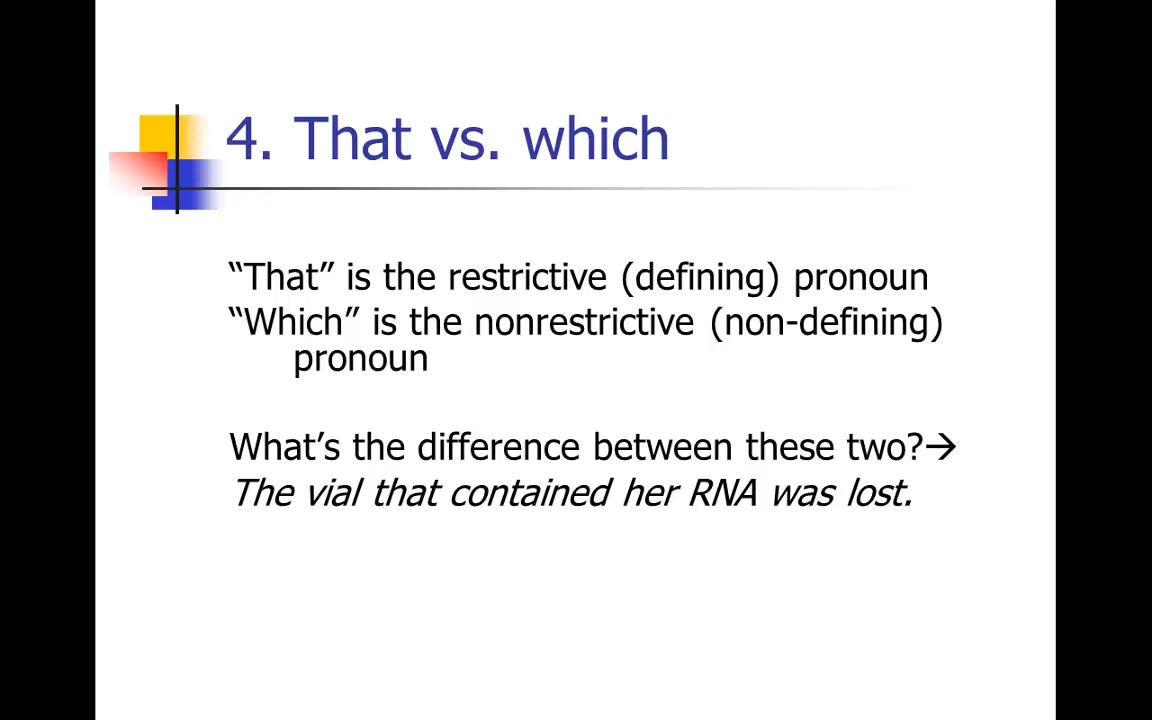 4. That vs. which
“That” is the restrictive (defining) pronoun
“Which” is the nonrestrictive (non-defining)
pronoun
What’s the difference between these two?→
The vial that contained her RNA was lost.